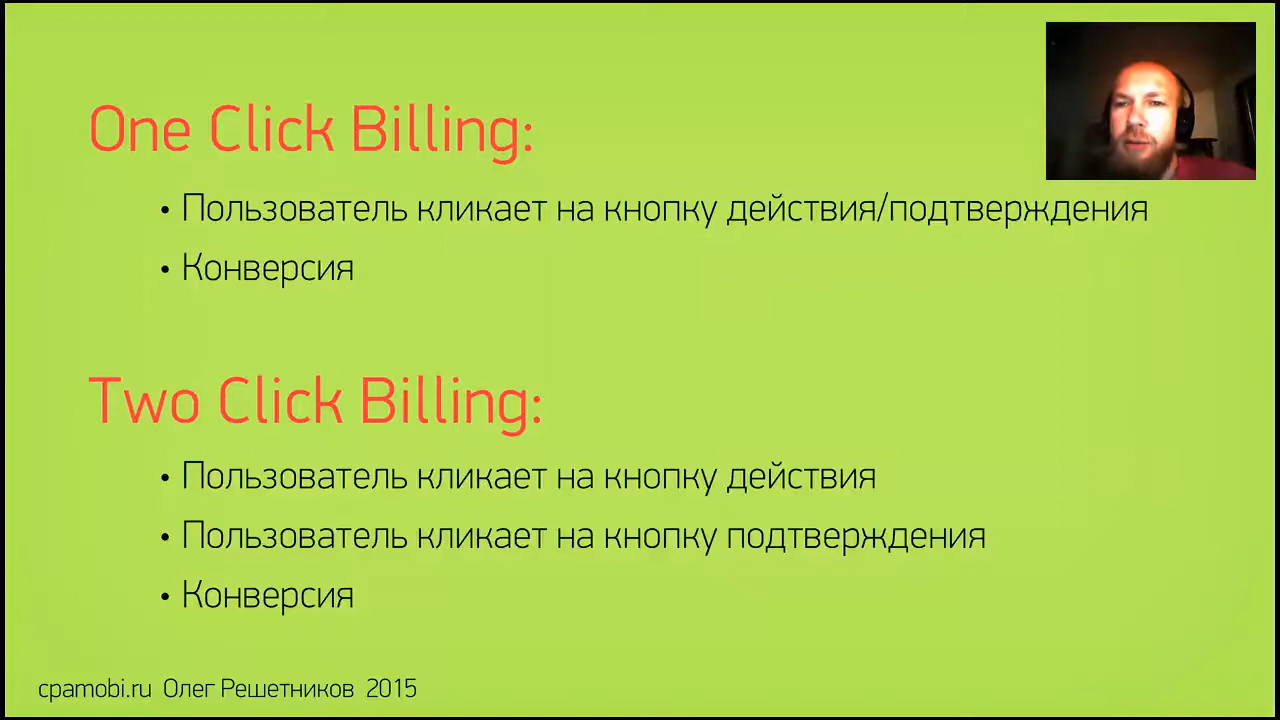 One Click Billing:
• Пользователь кликает на кнопку действия/подтверждения
• Конверсия
Two Click Billing:
• Пользователь кликает на кнопку действия
• Пользователь кликает на кнопку подтверждения
• Конверсия
cpamobi.ru Олег Решетников 2015